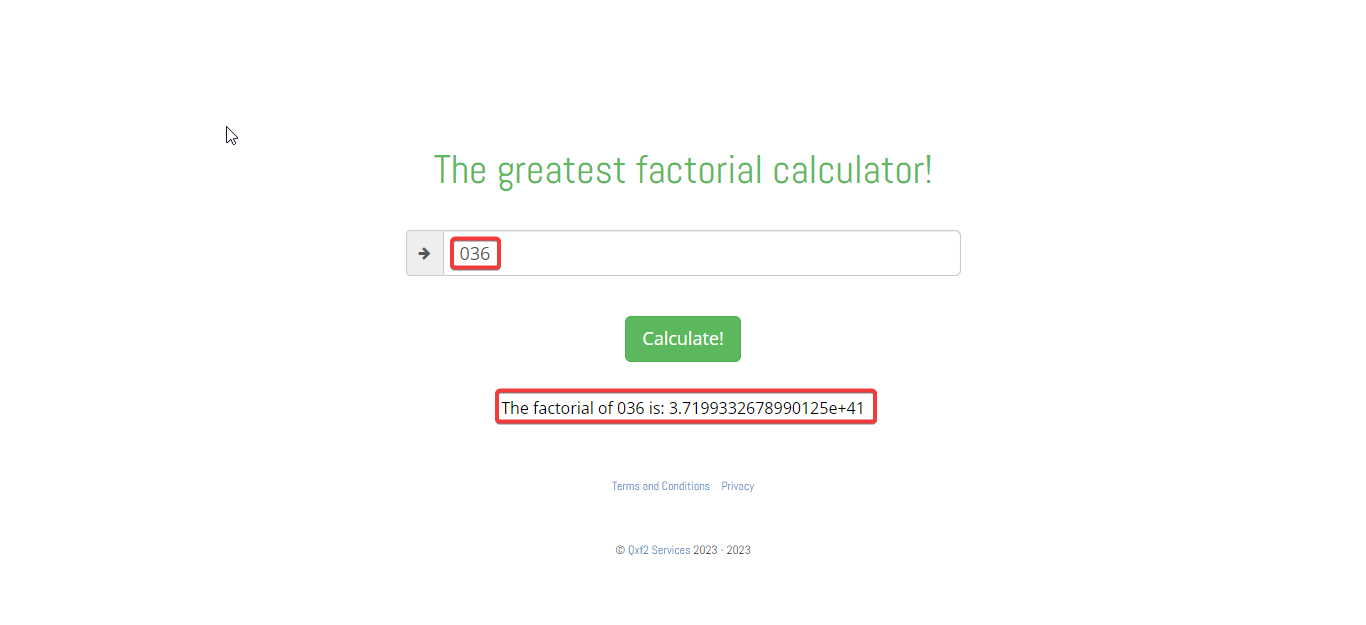 The greatest factorial calculator!
036
Calculate!
The factorial of 036 is: 3.7199332678990125e+41
Terms and Conditions Privacy
© Qxf2 Services 2023 - 2023